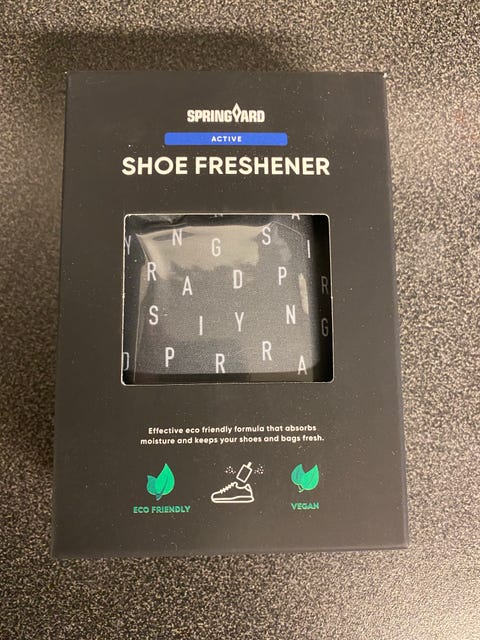 SPRINGYARD
ACTIVE
SHOE FRESHENER
N A
Y N G S I
R A D P R
S I Y N G
D P R R A
Effective eco friendly formula that absorbs
moisture and keeps your shoes and bags fresh.
ECO FRIENDLY
VEGAN